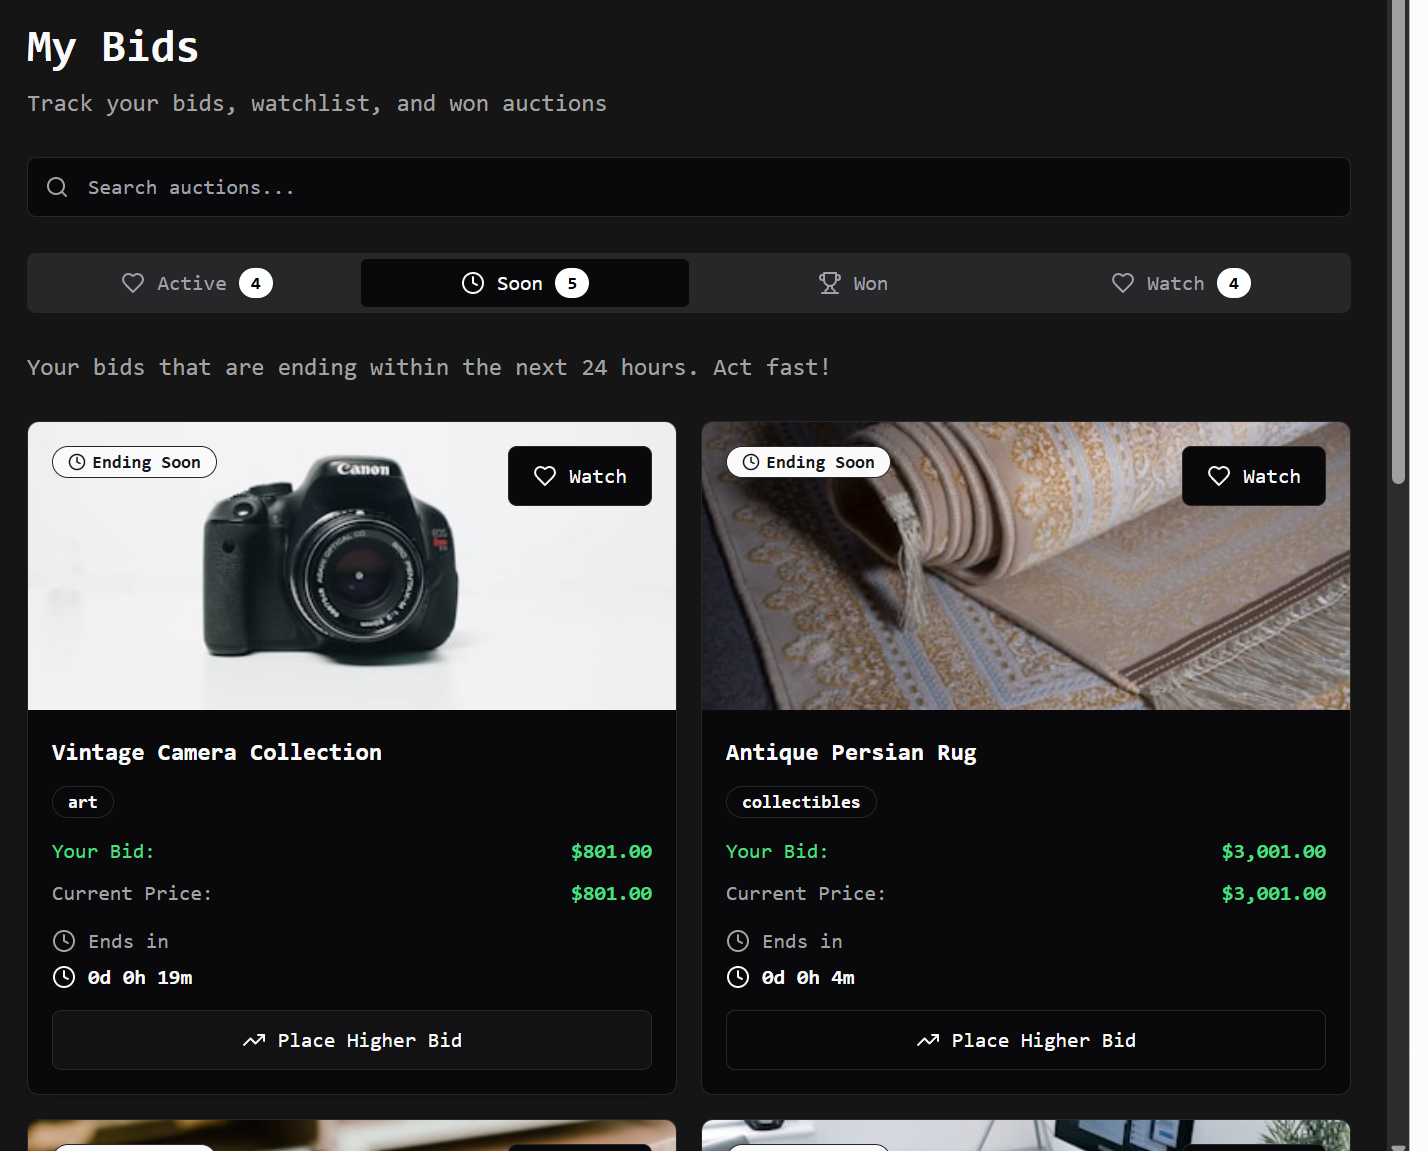 My Bids
Track your bids, watchlist, and won auctions
Search auctions...
Active 4
Soon 5
Won
Watch 4
Your bids that are ending within the next 24 hours. Act fast!
Ending Soon
Watch
Canon
EOS
Vintage Camera Collection
art
Your Bid: $801.00
Current Price: $801.00
Ends in
0d 0h 19m
Place Higher Bid
Ending Soon
Watch
Antique Persian Rug
collectibles
Your Bid: $3,001.00
Current Price: $3,001.00
Ends in
0d 0h 4m
Place Higher Bid